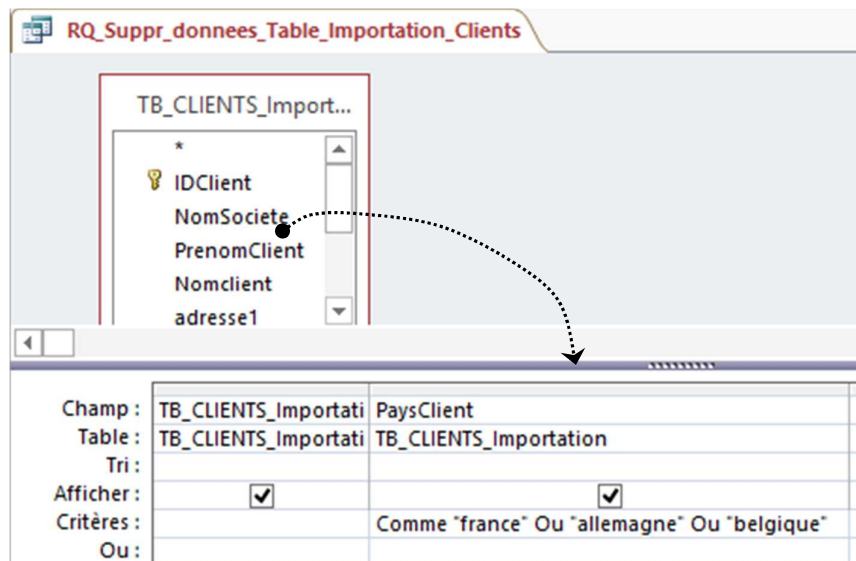 RQ_Suppr_donnees_Table_Importation_Clients
TB_CLIENTS_Import...
*
IDClient
NomSociete
PrenomClient
Nomclient
adresse1
Champ : TB_CLIENTS_Importati PaysClient
Table : TB_CLIENTS_Importati TB_CLIENTS_Importation
Tri :
Afficher :
Critères : Comme "france" Ou "allemagne" Ou "belgique"
Ou :